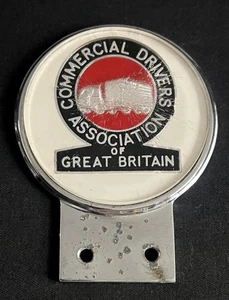 COMMERCIAL DRIVERS
ASSOCIATION
OF
GREAT BRITAIN